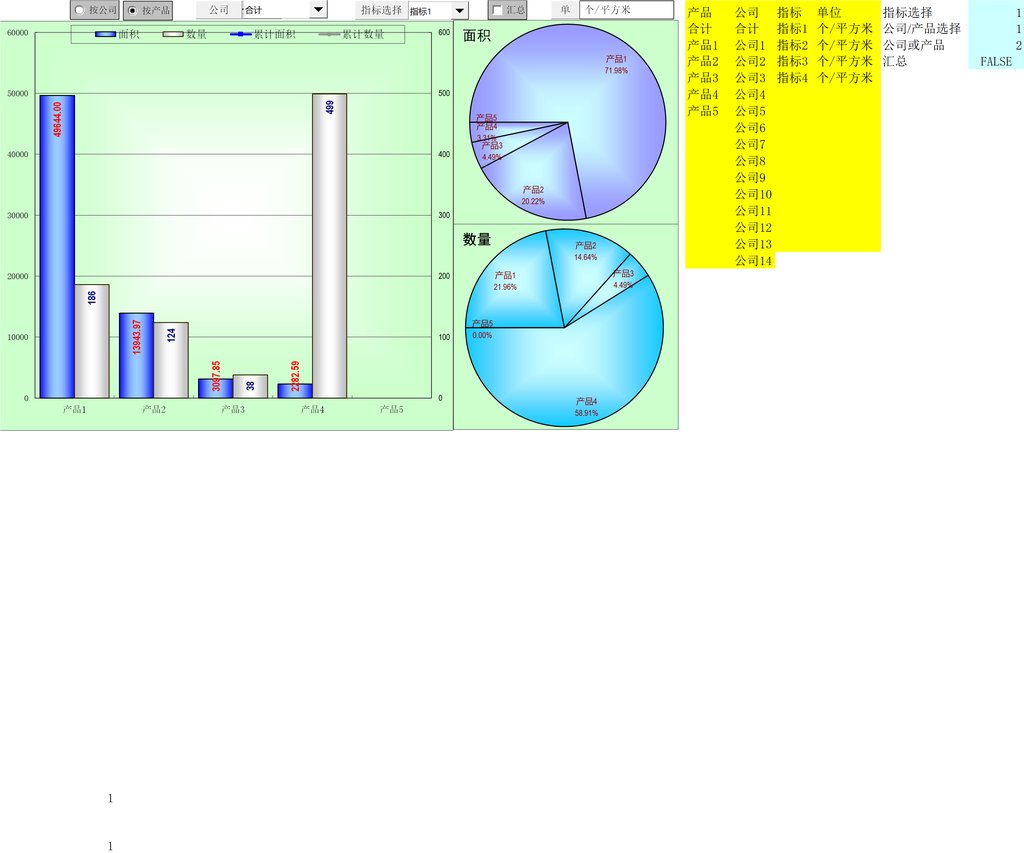 按公司 按产品 公司 合计 指标选择 指标1 汇总 单 个/平方米
面积 数量 累计面积 累计数量
60000
50000
40000
30000
20000
10000
0
600
500
400
300
200
100
0
49644.00
186
13943.97
124
3097.85
38
2282.59
499
产品1 产品2 产品3 产品4 产品5
面积
产品1
71.98%
产品5
产品4
3.31%
产品3
4.49%
产品2
20.22%
数量
产品2
14.64%
产品1
21.96%
产品3
4.49%
产品5
0.00%
产品4
58.91%
产品 公司 指标 单位 指标选择 1
合计 合计 指标1 个/平方米 公司/产品选择 1
产品1 公司1 指标2 个/平方米 公司或产品 2
产品2 公司2 指标3 个/平方米 汇总 FALSE
产品3 公司3 指标4 个/平方米
产品4 公司4
产品5 公司5
公司6
公司7
公司8
公司9
公司10
公司11
公司12
公司13
公司14
1
1